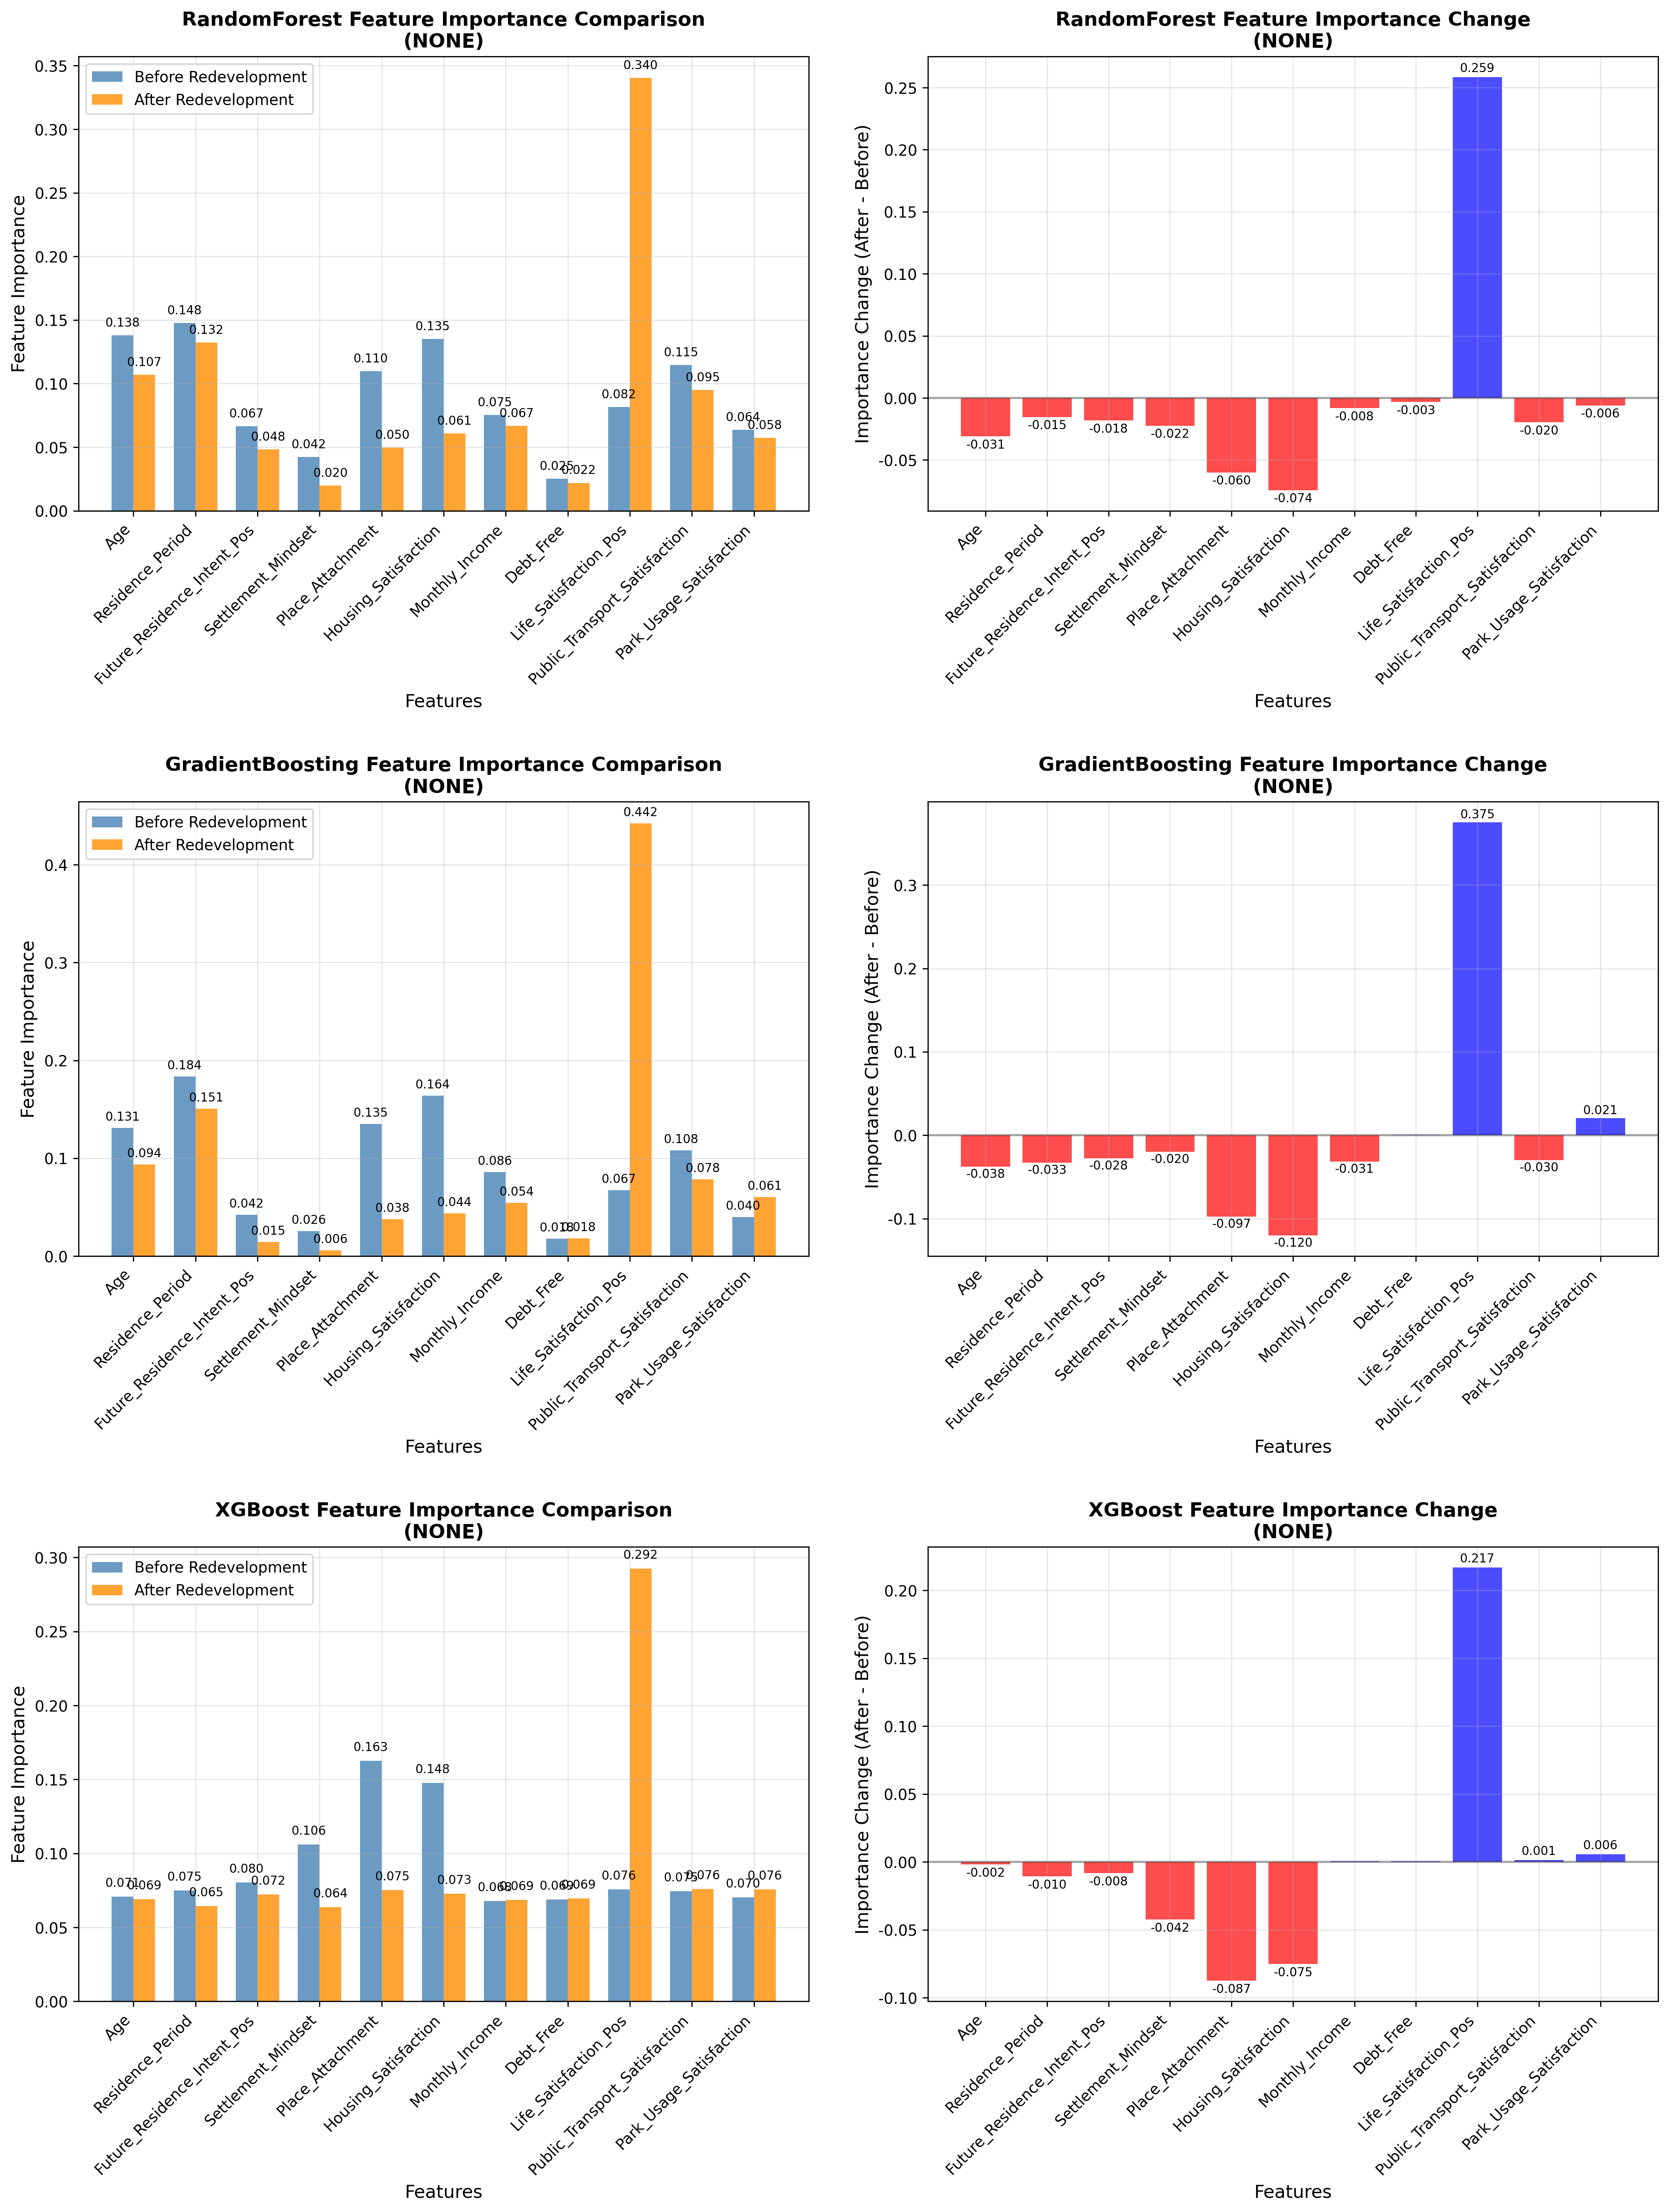 RandomForest Feature Importance Comparison
(NONE)
Feature Importance
0.35
0.30
0.25
0.20
0.15
0.10
0.05
0.00
Before Redevelopment
After Redevelopment
0.138
0.107
0.148
0.132
0.067
0.048
0.042
0.020
0.110
0.050
0.135
0.061
0.075
0.067
0.025
0.022
0.082
0.340
0.115
0.095
0.064
0.058
Age
Residence_Period
Future_Residence_Intent_Pos
Settlement_Mindset
Place_Attachment
Housing_Satisfaction
Monthly_Income
Debt_Free
Life_Satisfaction_Pos
Public_Transport_Satisfaction
Park_Usage_Satisfaction
Features
RandomForest Feature Importance Change
(NONE)
Importance Change (After - Before)
0.25
0.20
0.15
0.10
0.05
0.00
-0.05
-0.031
-0.015
-0.018
-0.022
-0.060
-0.074
-0.008
-0.003
0.259
-0.020
-0.006
Age
Residence_Period
Future_Residence_Intent_Pos
Settlement_Mindset
Place_Attachment
Housing_Satisfaction
Monthly_Income
Debt_Free
Life_Satisfaction_Pos
Public_Transport_Satisfaction
Park_Usage_Satisfaction
Features
GradientBoosting Feature Importance Comparison
(NONE)
Feature Importance
0.4
0.3
0.2
0.1
0.0
Before Redevelopment
After Redevelopment
0.131
0.094
0.184
0.151
0.042
0.015
0.026
0.006
0.135
0.038
0.164
0.044
0.086
0.054
0.018
0.018
0.067
0.442
0.108
0.078
0.040
0.061
Age
Residence_Period
Future_Residence_Intent_Pos
Settlement_Mindset
Place_Attachment
Housing_Satisfaction
Monthly_Income
Debt_Free
Life_Satisfaction_Pos
Public_Transport_Satisfaction
Park_Usage_Satisfaction
Features
GradientBoosting Feature Importance Change
(NONE)
Importance Change (After - Before)
0.3
0.2
0.1
0.0
-0.1
-0.038
-0.033
-0.028
-0.020
-0.097
-0.120
-0.031
0.375
-0.030
0.021
Age
Residence_Period
Future_Residence_Intent_Pos
Settlement_Mindset
Place_Attachment
Housing_Satisfaction
Monthly_Income
Debt_Free
Life_Satisfaction_Pos
Public_Transport_Satisfaction
Park_Usage_Satisfaction
Features
XGBoost Feature Importance Comparison
(NONE)
Feature Importance
0.30
0.25
0.20
0.15
0.10
0.05
0.00
Before Redevelopment
After Redevelopment
0.071
0.069
0.075
0.065
0.080
0.072
0.106
0.064
0.163
0.075
0.148
0.073
0.068
0.069
0.069
0.069
0.076
0.292
0.075
0.076
0.070
0.076
Age
Residence_Period
Future_Residence_Intent_Pos
Settlement_Mindset
Place_Attachment
Housing_Satisfaction
Monthly_Income
Debt_Free
Life_Satisfaction_Pos
Public_Transport_Satisfaction
Park_Usage_Satisfaction
Features
XGBoost Feature Importance Change
(NONE)
Importance Change (After - Before)
0.20
0.15
0.10
0.05
0.00
-0.05
-0.10
-0.002
-0.010
-0.008
-0.042
-0.087
-0.075
0.217
0.001
0.006
Age
Residence_Period
Future_Residence_Intent_Pos
Settlement_Mindset
Place_Attachment
Housing_Satisfaction
Monthly_Income
Debt_Free
Life_Satisfaction_Pos
Public_Transport_Satisfaction
Park_Usage_Satisfaction
Features